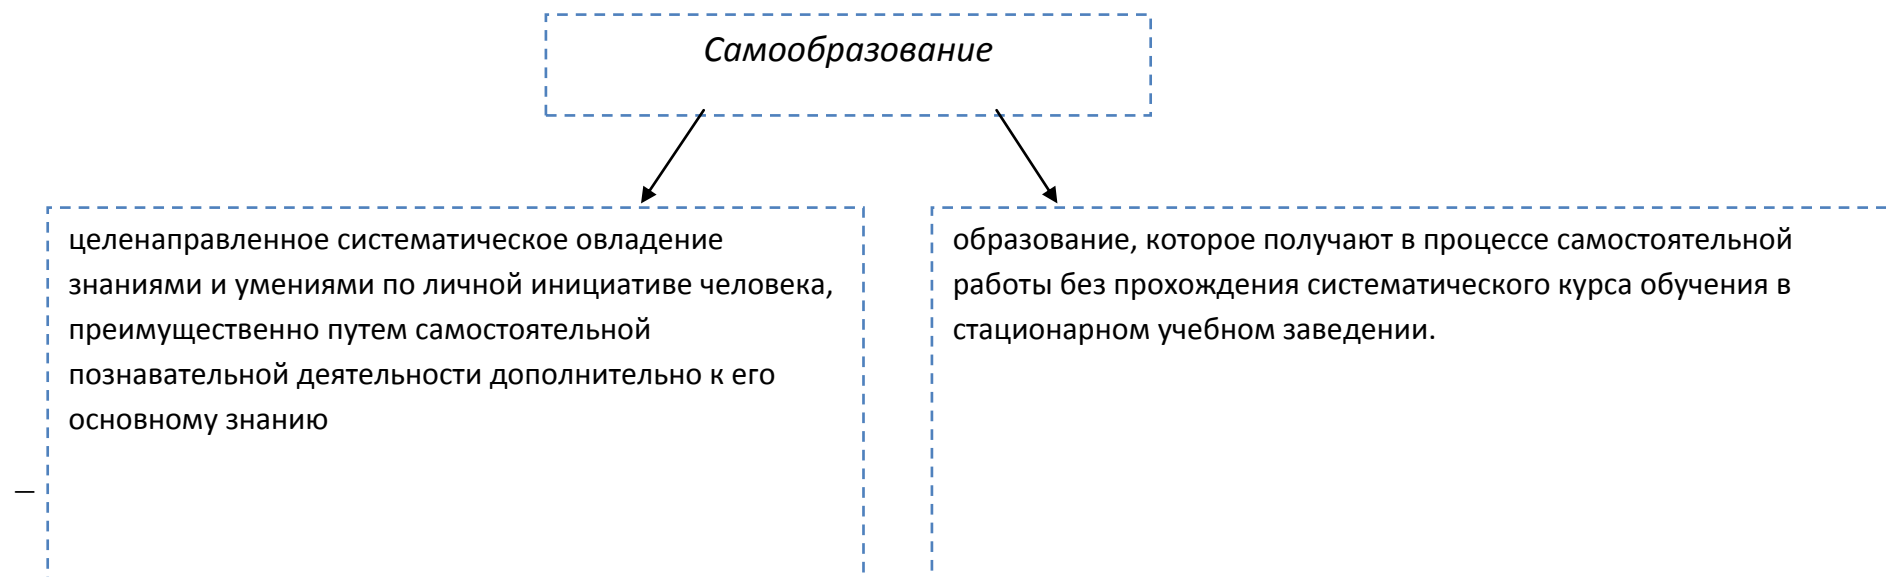 Самообразование
целенаправленное систематическое овладение
знаниями и умениями по личной инициативе человека,
преимущественно путем самостоятельной
познавательной деятельности дополнительно к его
основному знанию
образование, которое получают в процессе самостоятельной
работы без прохождения систематического курса обучения в
стационарном учебном заведении.
–